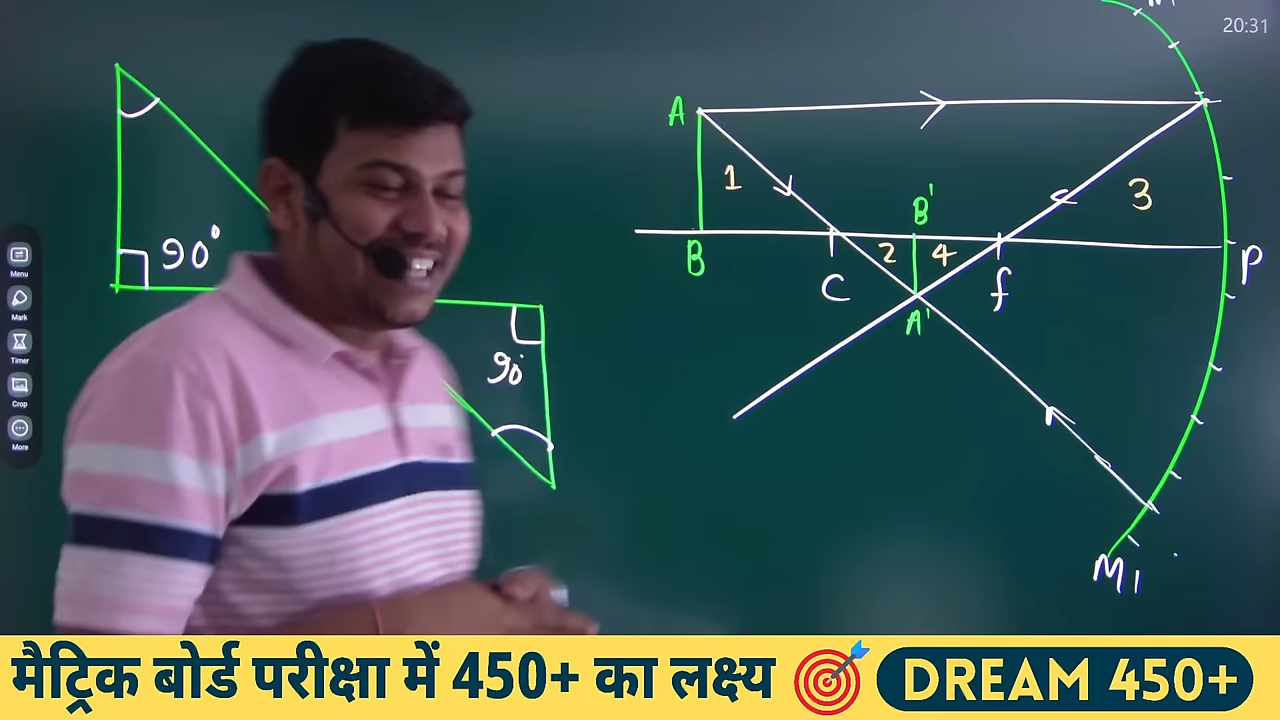 M
20:31
A
1
3
B'
B
2
4
C
f
P
A'
M1
90°
90°
Menu
Mark
Timer
Crop
More
मैट्रिक बोर्ड परीक्षा में 450+ का लक्ष्य
DREAM 450+